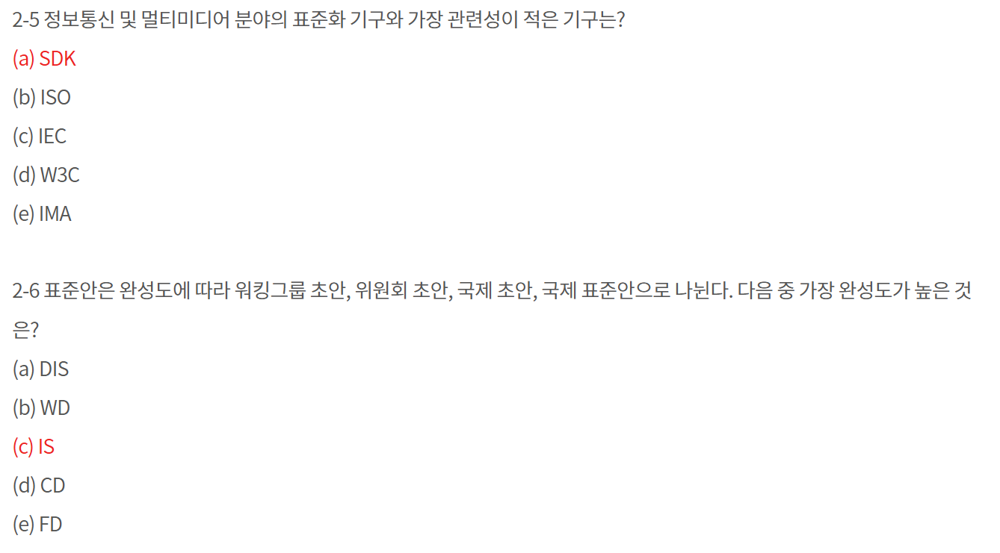 2-5 정보통신 및 멀티미디어 분야의 표준화 기구와 가장 관련성이 적은 기구는?
(a) SDK
(b) ISO
(c) IEC
(d) W3C
(e) IMA
2-6 표준안은 완성도에 따라 워킹그룹 초안, 위원회 초안, 국제 초안, 국제 표준안으로 나뉜다. 다음 중 가장 완성도가 높은 것
은?
(a) DIS
(b) WD
(c) IS
(d) CD
(e) FD